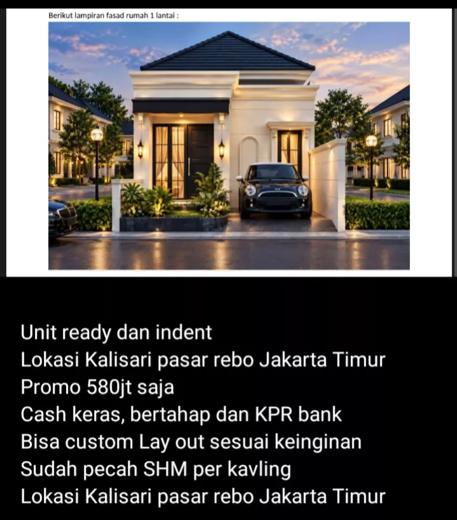 Berikut lampiran fasad rumah 1 lantai :
Unit ready dan indent
Lokasi Kalisari pasar rebo Jakarta Timur
Promo 580jt saja
Cash keras, bertahap dan KPR bank
Bisa custom Lay out sesuai keinginan
Sudah pecah SHM per kavling
Lokasi Kalisari pasar rebo Jakarta Timur